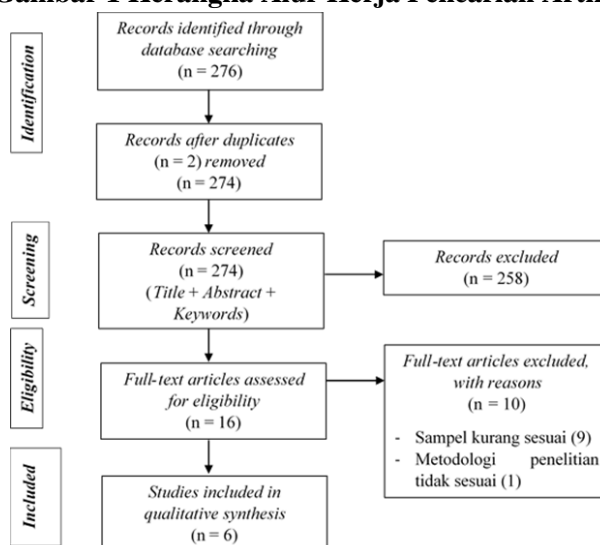 Gambar 1 Kerangka Alur Kerja Pencarian Arti
Identification
Records identified through
database searching
(n = 276)
Records after duplicates
(n = 2) removed
(n = 274)
Screening
Records screened
(n = 274)
(Title + Abstract +
Keywords)
Records excluded
(n = 258)
Eligibility
Full-text articles assessed
for eligibility
(n = 16)
Full-text articles excluded,
with reasons
(n = 10)
- Sampel kurang sesuai (9)
- Metodologi penelitian
tidak sesuai (1)
Included
Studies included in
qualitative synthesis
(n = 6)